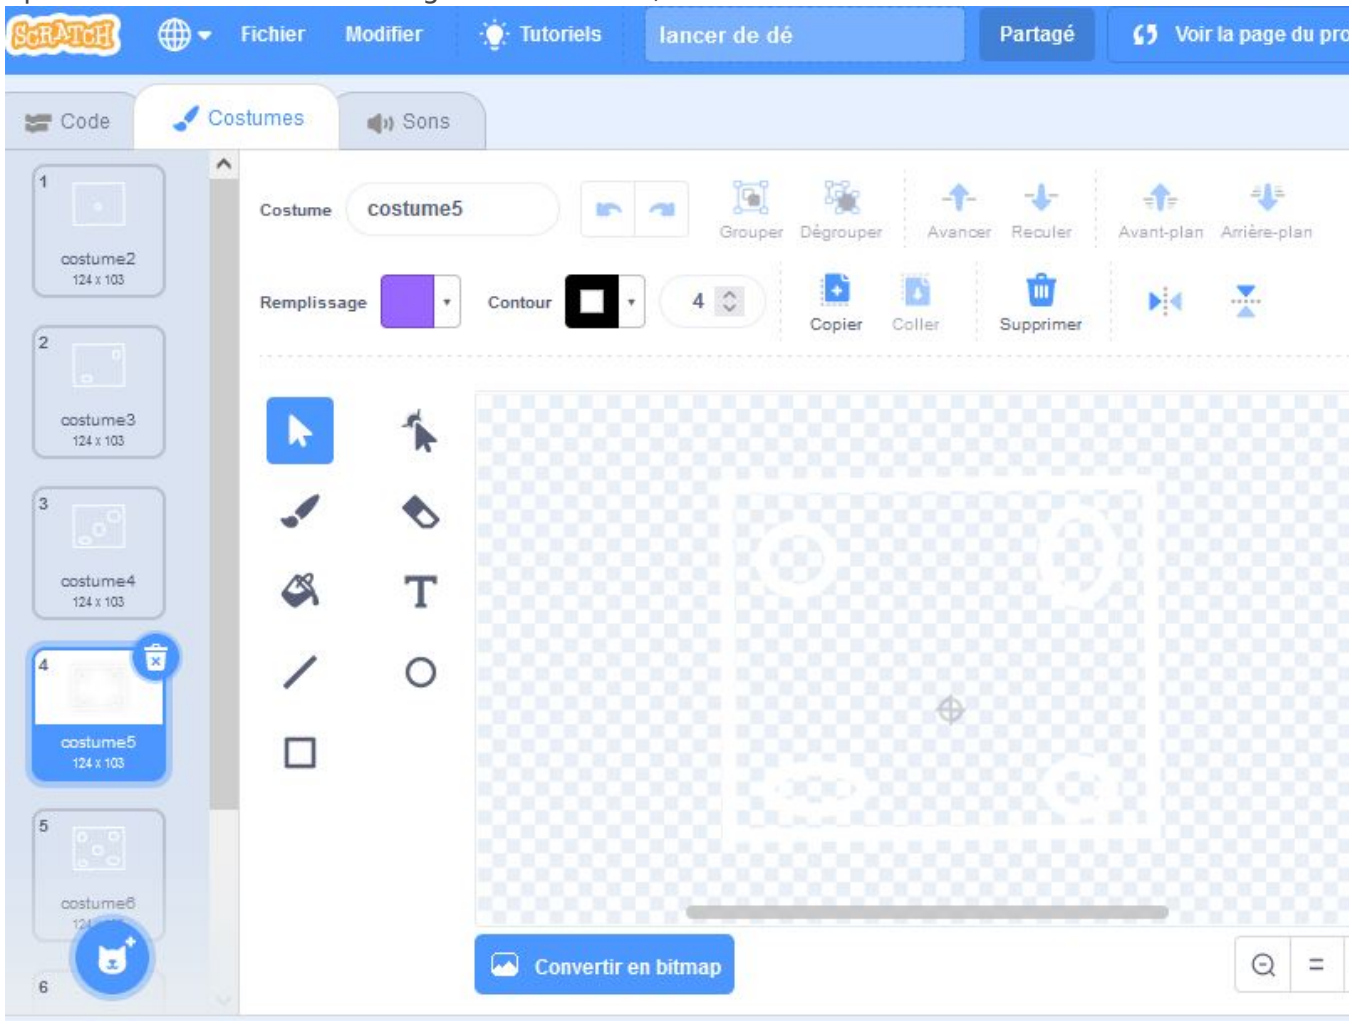 SCRATCH Fichier Modifier Tutoriels lancer de dé Partagé Voir la page du pro
Code Costumes Sons
1
costume2
124 x 103
2
costume3
124 x 103
3
costume4
124 x 103
4
costume5
124 x 103
5
costume6
6
Costume costume5 Grouper Dégrouper Avancer Reculer Avant-plan Arrière-plan
Remplissage Contour 4 Copier Coller Supprimer
T
Convertir en bitmap
=